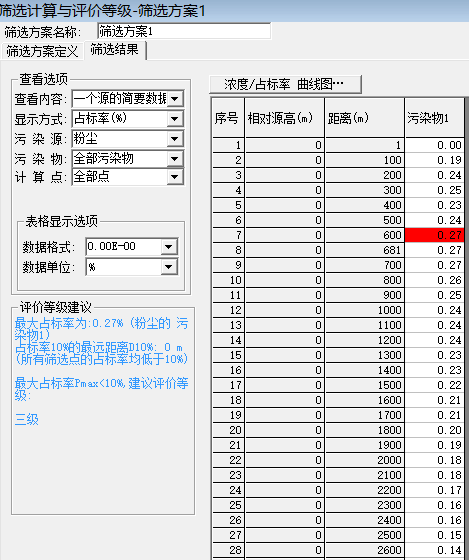 筛选计算与评价等级-筛选方案1
筛选方案名称: 筛选方案1
筛选方案定义 筛选结果
查看选项
查看内容: 一个源的简要数据
显示方式: 占标率(%)
污 染 源: 粉尘
污 染 物: 全部污染物
计 算 点: 全部点
表格显示选项
数据格式: 0.00E-00
数据单位: %
评价等级建议
最大占标率为:0.27% (粉尘的 污
染物1)
占标率10%的最远距离D10%: 0 m
(所有筛选点的占标率均低于10%)
最大占标率Pmax<10%,建议评价等
级:
三级
浓度/占标率 曲线图…
序号 相对源高(m) 距离(m) 污染物1
1 0 1 0.00
2 0 100 0.19
3 0 200 0.24
4 0 300 0.25
5 0 400 0.23
6 0 500 0.24
7 0 600 0.27
8 0 681 0.27
9 0 700 0.27
10 0 800 0.26
11 0 900 0.25
12 0 1000 0.24
13 0 1100 0.24
14 0 1200 0.24
15 0 1300 0.23
16 0 1400 0.23
17 0 1500 0.22
18 0 1600 0.21
19 0 1700 0.21
20 0 1800 0.20
21 0 1900 0.19
22 0 2000 0.18
23 0 2100 0.18
24 0 2200 0.17
25 0 2300 0.16
26 0 2400 0.16
27 0 2500 0.15
28 0 2600 0.14